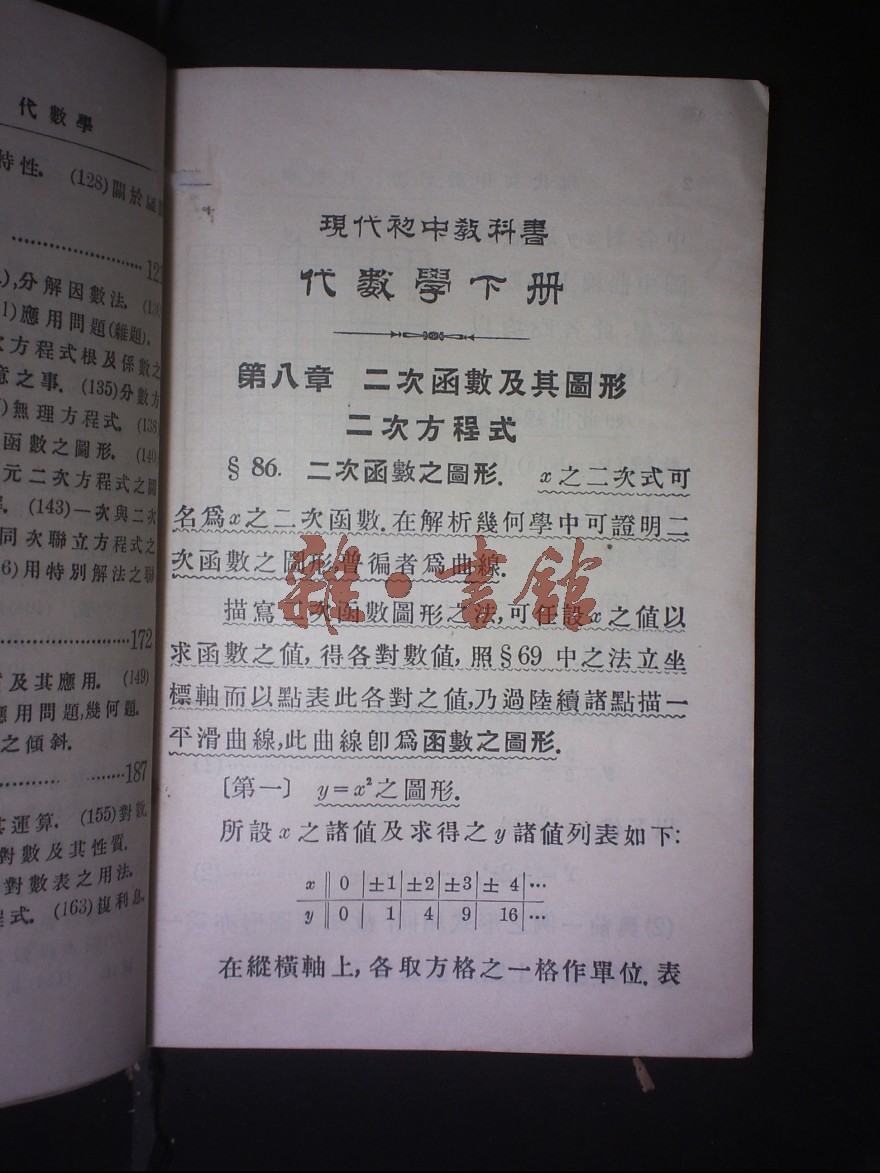 代數學
特性. (128)關於
121
,分解因數法.
1)應用問題(雜題).
方程式根及係數之
意之事. (135)分數方
)無理方程式. (138
函數之圖形. (140
元二次方程式之圖
(143)一次與二次
同次聯立方程式之
6)用特別解法之聯
172
及其應用. (149)
應用問題,幾何題.
之傾斜.
187
其運算. (155)對數.
對數及其性質.
對數表之用法.
程式. (163)複利息.
現代初中教科書
代數學下册
第八章 二次函數及其圖形
二次方程式
§86. 二次函數之圖形. x之二次式可
名爲x之二次函數.在解析幾何學中可證明二
次函數之圖形普徧者爲曲線.
描寫二次函數圖形之法,可任設x之值以
求函數之值,得各對數值,照§69中之法立坐
標軸而以點表此各對之值,乃過陸續諸點描一
平滑曲線,此曲線卽爲函數之圖形.
〔第一〕 y=x²之圖形.
所設x之諸值及求得之y諸值列表如下:
x 0 ±1 ±2 ±3 ±4 …
y 0 1 4 9 16 …
在縱橫軸上,各取方格之一格作單位.表
雜·書館